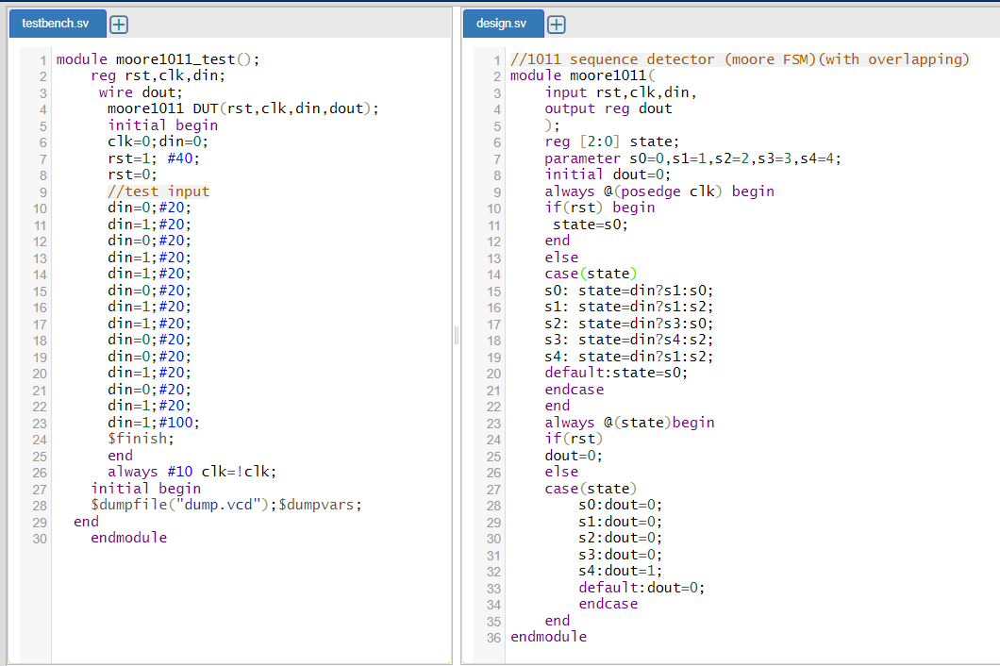 testbench.sv
1 module moore1011_test();
2 reg rst,clk,din;
3 wire dout;
4 moore1011 DUT(rst,clk,din,dout);
5 initial begin
6 clk=0;din=0;
7 rst=1; #40;
8 rst=0;
9 //test input
10 din=0;#20;
11 din=1;#20;
12 din=0;#20;
13 din=1;#20;
14 din=1;#20;
15 din=0;#20;
16 din=1;#20;
17 din=1;#20;
18 din=0;#20;
19 din=0;#20;
20 din=1;#20;
21 din=0;#20;
22 din=1;#20;
23 din=1;#100;
24 $finish;
25 end
26 always #10 clk=!clk;
27 initial begin
28 $dumpfile("dump.vcd");$dumpvars;
29 end
30 endmodule
design.sv
1 //1011 sequence detector (moore FSM)(with overlapping)
2 module moore1011(
3 input rst,clk,din,
4 output reg dout
5 );
6 reg [2:0] state;
7 parameter s0=0,s1=1,s2=2,s3=3,s4=4;
8 initial dout=0;
9 always @(posedge clk) begin
10 if(rst) begin
11 state=s0;
12 end
13 else
14 case(state)
15 s0: state=din?s1:s0;
16 s1: state=din?s1:s2;
17 s2: state=din?s3:s0;
18 s3: state=din?s4:s2;
19 s4: state=din?s1:s2;
20 default:state=s0;
21 endcase
22 end
23 always @(state)begin
24 if(rst)
25 dout=0;
26 else
27 case(state)
28 s0:dout=0;
29 s1:dout=0;
30 s2:dout=0;
31 s3:dout=0;
32 s4:dout=1;
33 default:dout=0;
34 endcase
35 end
36 endmodule